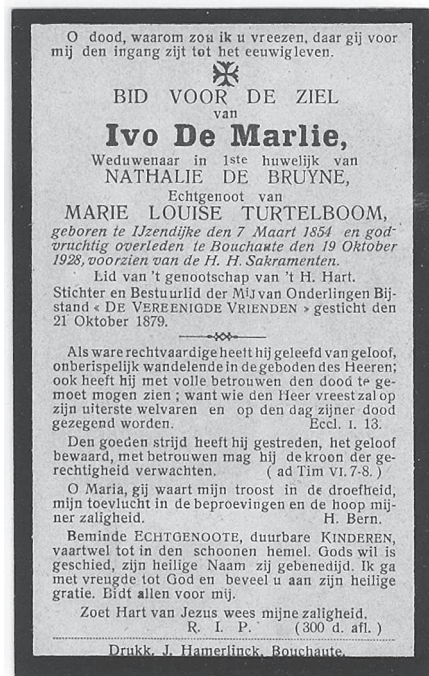 O dood, waarom zou ik u vreezen, daar gij voor
mij den ingang zijt tot het eeuwig leven.
BID VOOR DE ZIEL
van
Ivo De Marlie,
Weduwenaar in 1ste huwelijk van
NATHALIE DE BRUYNE,
Echtgenoot van
MARIE LOUISE TURTELBOOM,
geboren te IJzendijke den 7 Maart 1854 en god-
vruchtig overleden te Bouchaute den 19 Oktober
1928, voorzien van de H. H. Sakramenten.
Lid van 't genootschap van 't H. Hart.
Stichter en Bestuurlid der Mij van Onderlingen Bij-
stand « DE VEREENIGDE VRIENDEN » gesticht den
21 Oktober 1879.
Als ware rechtvaardige heeft hij geleefd van geloof,
onberispelijk wandelende in de geboden des Heeren;
ook heeft hij met volle betrouwen den dood te ge-
moet mogen zien ; want wie den Heer vreest zal op
zijn uiterste welvaren en op den dag zijner dood
gezegend worden. Eccl. I. 13.
Den goeden strijd heeft hij gestreden, het geloof
bewaard, met betrouwen mag hij de kroon der ge-
rechtigheid verwachten. ( ad Tim VI. 7-8. )
O Maria, gij waart mijn troost in de droefheid,
mijn toevlucht in de beproevingen en de hoop mij-
ner zaligheid. H. Bern.
Beminde ECHTGENOOTE, duurbare KINDEREN,
vaartwel tot in den schoonen hemel. Gods wil is
geschied, zijn heilige Naam zij gebenedijd. Ik ga
met vreugde tot God en beveel u aan zijn heilige
gratie. Bidt allen voor mij.
Zoet Hart van Jezus wees mijne zaligheid.
R. I. P. (300 d. afl. )
Drukk. J. Hamerlinck, Bouchaute.